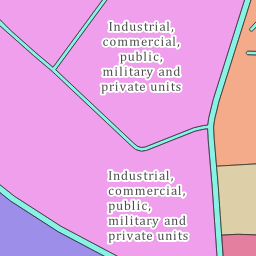 Industrial,
commercial,
public,
military and
private units
Industrial,
commercial,
public,
military and
private units